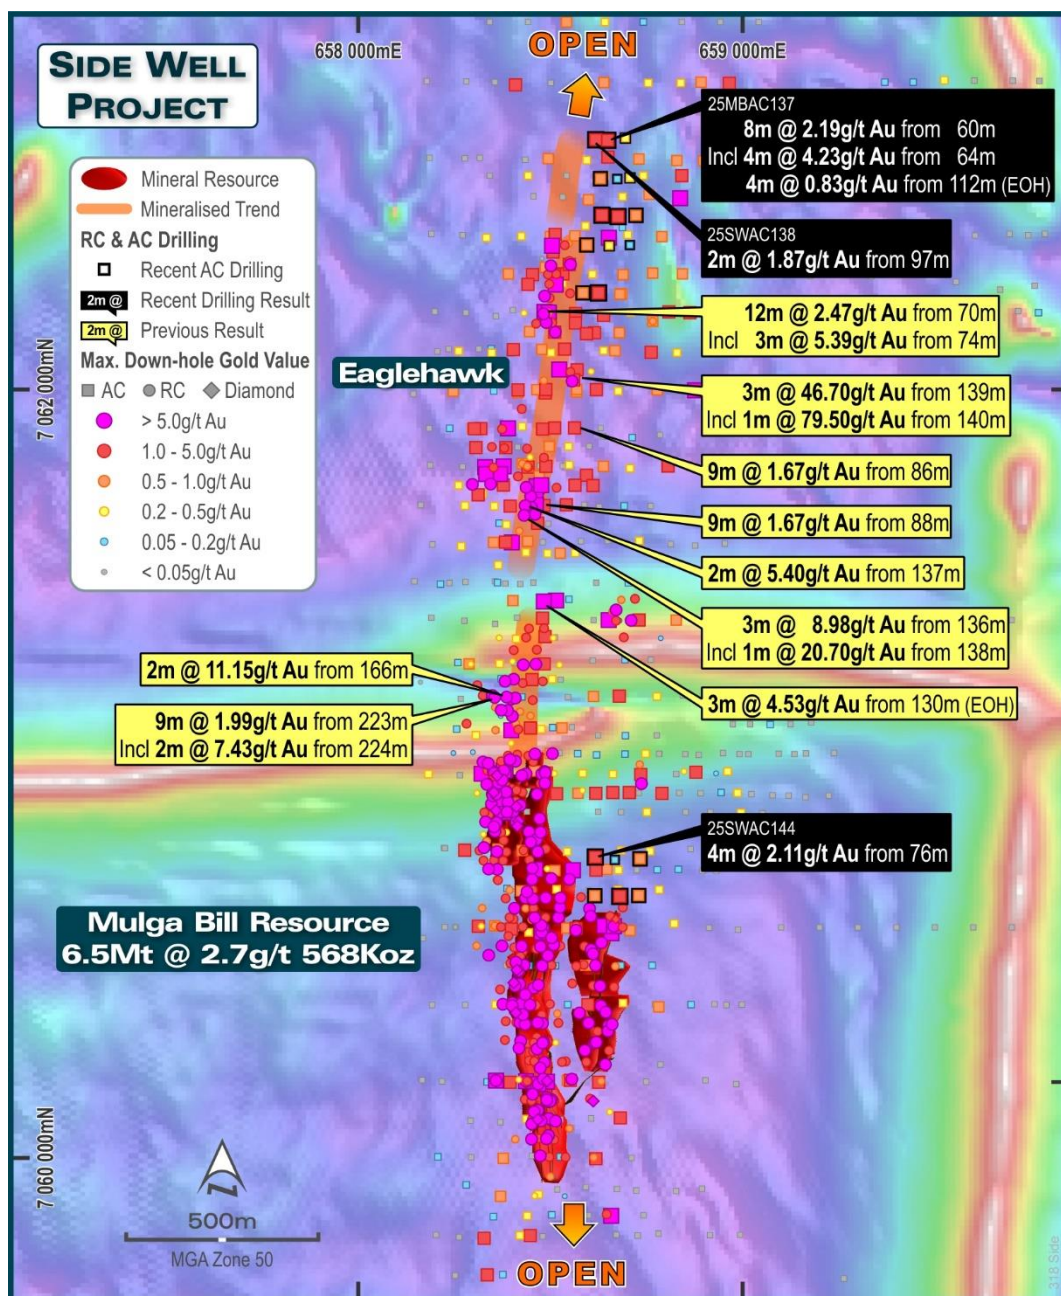 SIDE WELL
PROJECT
658 000mE
OPEN
659 000mE
Mineral Resource
Mineralised Trend
RC & AC Drilling
Recent AC Drilling
2m @ Recent Drilling Result
2m @ Previous Result
Max. Down-hole Gold Value
AC RC Diamond
> 5.0g/t Au
1.0 - 5.0g/t Au
0.5 - 1.0g/t Au
0.2 - 0.5g/t Au
0.05 - 0.2g/t Au
< 0.05g/t Au
25MBAC137
8m @ 2.19g/t Au from 60m
Incl 4m @ 4.23g/t Au from 64m
4m @ 0.83g/t Au from 112m (EOH)
25SWAC138
2m @ 1.87g/t Au from 97m
12m @ 2.47g/t Au from 70m
Incl 3m @ 5.39g/t Au from 74m
Eaglehawk
7 062 000mN
3m @ 46.70g/t Au from 139m
Incl 1m @ 79.50g/t Au from 140m
9m @ 1.67g/t Au from 86m
9m @ 1.67g/t Au from 88m
2m @ 5.40g/t Au from 137m
3m @ 8.98g/t Au from 136m
Incl 1m @ 20.70g/t Au from 138m
2m @ 11.15g/t Au from 166m
3m @ 4.53g/t Au from 130m (EOH)
9m @ 1.99g/t Au from 223m
Incl 2m @ 7.43g/t Au from 224m
25SWAC144
4m @ 2.11g/t Au from 76m
Mulga Bill Resource
6.5Mt @ 2.7g/t 568Koz
7 060 000mN
500m
MGA Zone 50
OPEN
318 Side